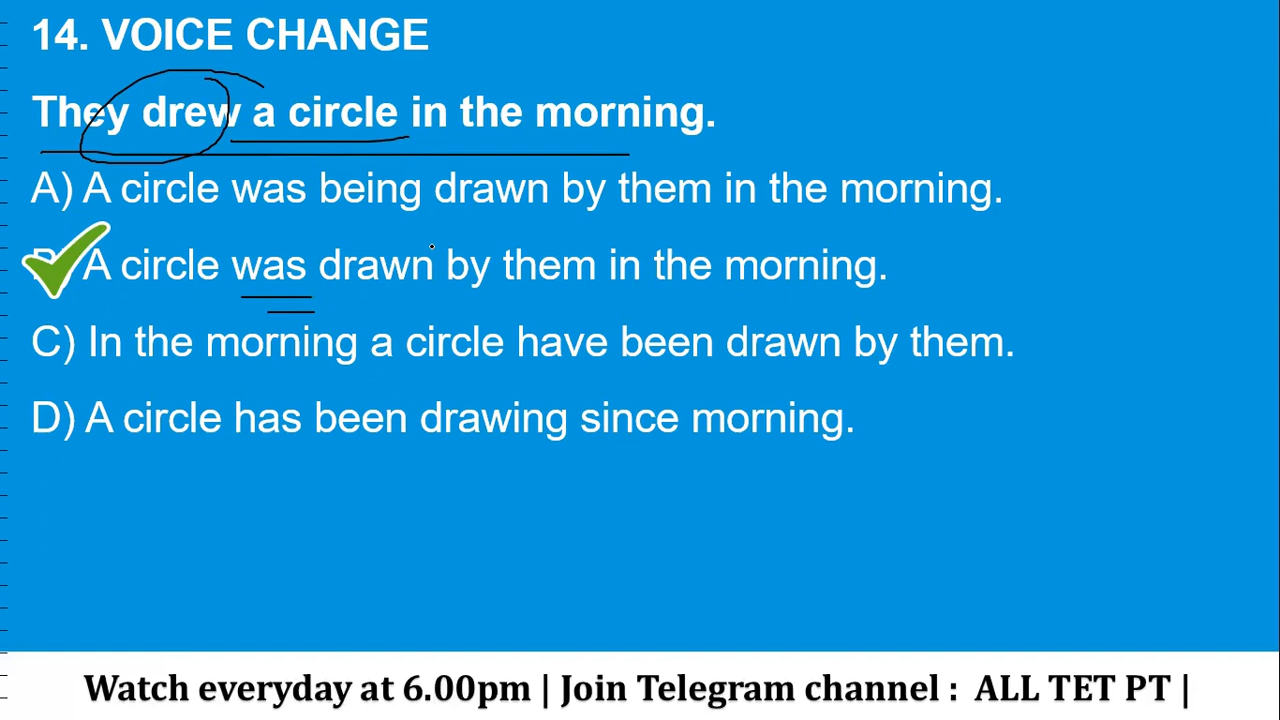 14. VOICE CHANGE
They drew a circle in the morning.
A) A circle was being drawn by them in the morning.
A circle was drawn by them in the morning.
C) In the morning a circle have been drawn by them.
D) A circle has been drawing since morning.
Watch everyday at 6.00pm | Join Telegram channel : ALL TET PT |